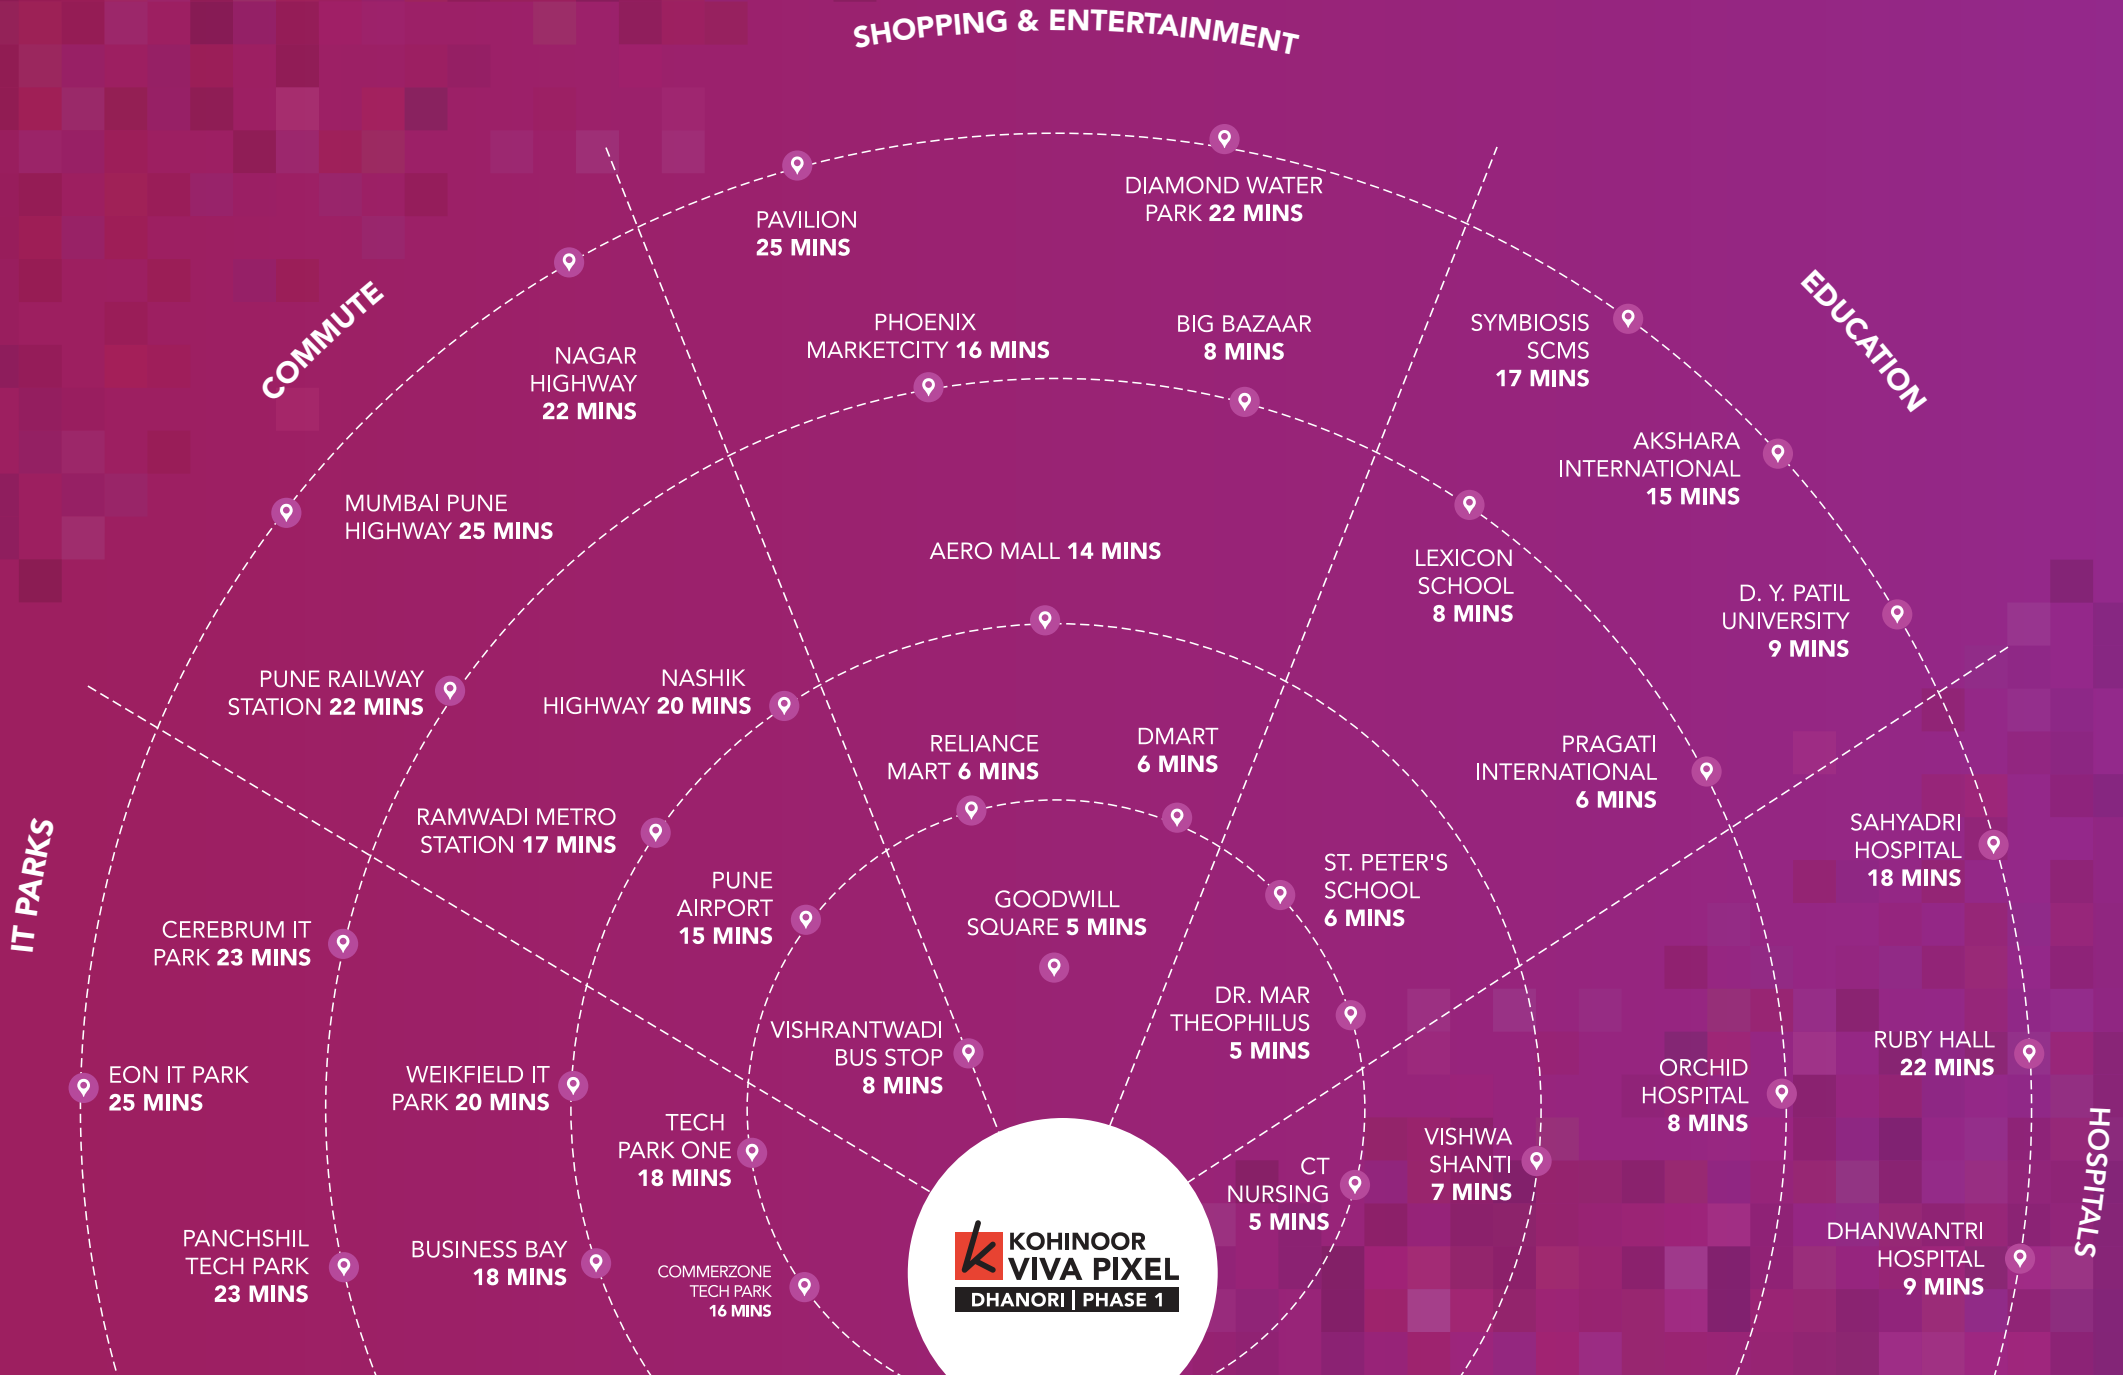 SHOPPING & ENTERTAINMENT
PAVILION
25 MINS
DIAMOND WATER
PARK 22 MINS
PHOENIX
MARKETCITY 16 MINS
BIG BAZAAR
8 MINS
AERO MALL 14 MINS
RELIANCE
MART 6 MINS
DMART
6 MINS
GOODWILL
SQUARE 5 MINS
COMMUTE
NAGAR
HIGHWAY
22 MINS
MUMBAI PUNE
HIGHWAY 25 MINS
PUNE RAILWAY
STATION 22 MINS
NASHIK
HIGHWAY 20 MINS
RAMWADI METRO
STATION 17 MINS
PUNE
AIRPORT
15 MINS
VISHRANTWADI
BUS STOP
8 MINS
EDUCATION
SYMBIOSIS
SCMS
17 MINS
AKSHARA
INTERNATIONAL
15 MINS
LEXICON
SCHOOL
8 MINS
D. Y. PATIL
UNIVERSITY
9 MINS
PRAGATI
INTERNATIONAL
6 MINS
ST. PETER'S
SCHOOL
6 MINS
DR. MAR
THEOPHILUS
5 MINS
IT PARKS
CEREBRUM IT
PARK 23 MINS
EON IT PARK
25 MINS
WEIKFIELD IT
PARK 20 MINS
TECH
PARK ONE
18 MINS
PANCHSHIL
TECH PARK
23 MINS
BUSINESS BAY
18 MINS
COMMERZONE
TECH PARK
16 MINS
HOSPITALS
SAHYADRI
HOSPITAL
18 MINS
RUBY HALL
22 MINS
ORCHID
HOSPITAL
8 MINS
VISHWA
SHANTI
7 MINS
CT
NURSING
5 MINS
DHANWANTRI
HOSPITAL
9 MINS
k KOHINOOR
VIVA PIXEL
DHANORI | PHASE 1